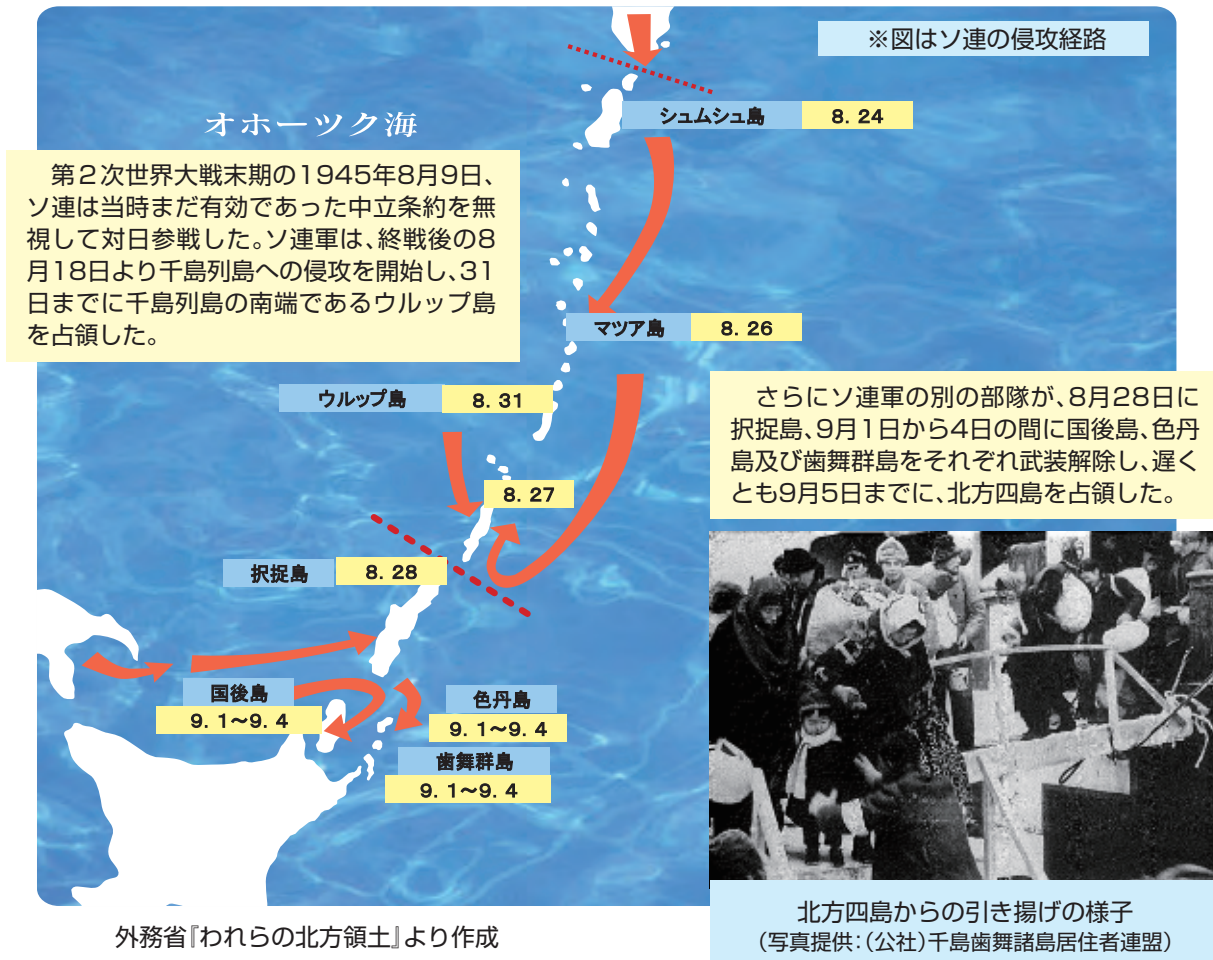 ※図はソ連の侵攻経路
オホーツク海
シュムシュ島 8.24
第2次世界大戦末期の1945年8月9日、
ソ連は当時まだ有効であった中立条約を無
視して対日参戦した。ソ連軍は、終戦後の8
月18日より千島列島への侵攻を開始し、31
日までに千島列島の南端であるウルップ島
を占領した。
マツア島 8.26
ウルップ島 8.31
さらにソ連軍の別の部隊が、8月28日に
択捉島、9月1日から4日の間に国後島、色丹
島及び歯舞群島をそれぞれ武装解除し、遅く
とも9月5日までに、北方四島を占領した。
8.27
択捉島 8.28
国後島
9.1〜9.4
色丹島
9.1〜9.4
歯舞群島
9.1〜9.4
外務省『われらの北方領土』より作成
北方四島からの引き揚げの様子
(写真提供:(公社)千島歯舞諸島居住者連盟)